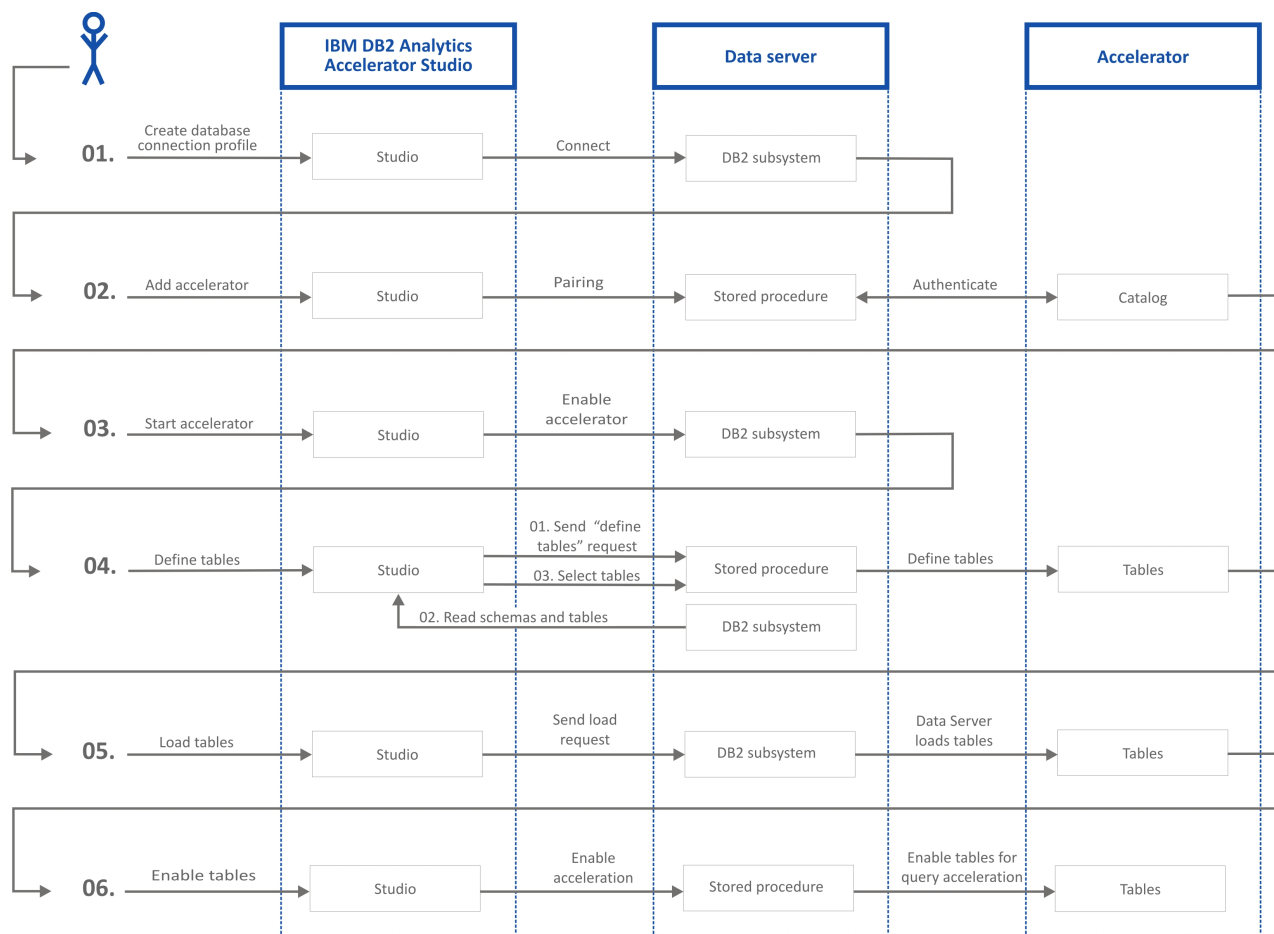 IBM DB2 Analytics
Accelerator Studio
Data server
Accelerator
Create database
connection profile
01.
Studio
Connect
DB2 subsystem
02.
Add accelerator
Studio
Pairing
Stored procedure
Authenticate
Catalog
03.
Start accelerator
Studio
Enable
accelerator
DB2 subsystem
04.
Define tables
Studio
01. Send “define
tables” request
03. Select tables
02. Read schemas and tables
Stored procedure
DB2 subsystem
Define tables
Tables
05.
Load tables
Studio
Send load
request
DB2 subsystem
Data Server
loads tables
Tables
06.
Enable tables
Studio
Enable
acceleration
Stored procedure
Enable tables for
query acceleration
Tables